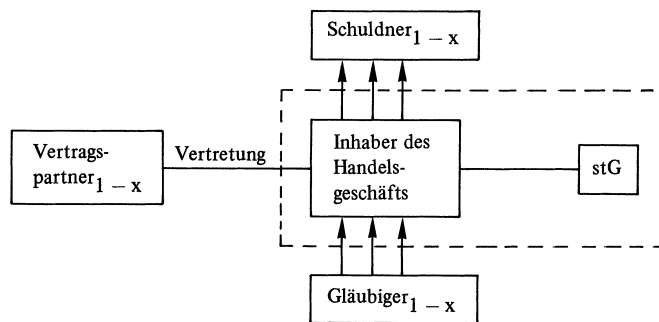 Schuldner1 – x
Vertrags-
partner1 – x
Vertretung
Inhaber des
Handels-
geschäfts
stG
Gläubiger1 – x